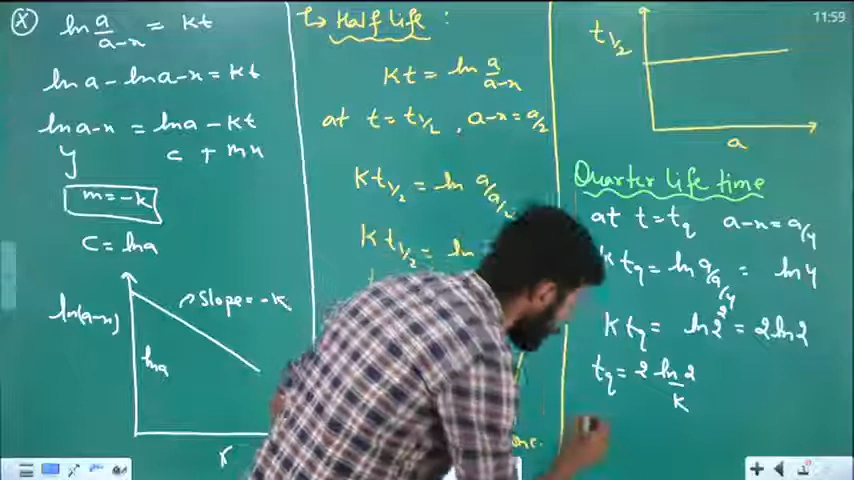 (x) ln a/a-x = kt
ln a - ln a-x = kt
ln a-x = ln a - kt
y c + mx
m = -k
c = ln a
ln(a-x)
→ Slope = -k
ln a
↳ Half Life :
kt = ln a/a-x
at t = t1/2 , a-x = a/2
kt1/2 = ln a/a/2
kt1/2 = ln
t1/2
a
11:59
Quarter life time
at t = tq a-x = a/4
ktq = ln a/a/4 = ln 4
ktq = ln 2² = 2 ln 2
tq = 2 ln 2/k